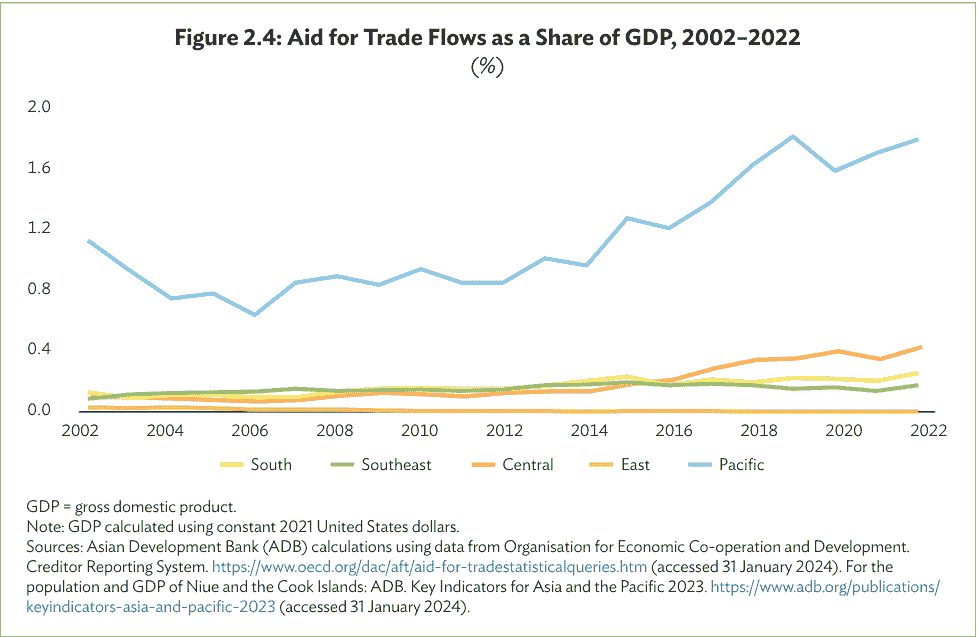 Figure 2.4: Aid for Trade Flows as a Share of GDP, 2002–2022
(%)
2.0
1.6
1.2
0.8
0.4
0.0
2002 2004 2006 2008 2010 2012 2014 2016 2018 2020 2022
South Southeast Central East Pacific
GDP = gross domestic product.
Note: GDP calculated using constant 2021 United States dollars.
Sources: Asian Development Bank (ADB) calculations using data from Organisation for Economic Co-operation and Development.
Creditor Reporting System. https://www.oecd.org/dac/aft/aid-for-tradestatisticalqueries.htm (accessed 31 January 2024). For the
population and GDP of Niue and the Cook Islands: ADB. Key Indicators for Asia and the Pacific 2023. https://www.adb.org/publications/
keyindicators-asia-and-pacific-2023 (accessed 31 January 2024).